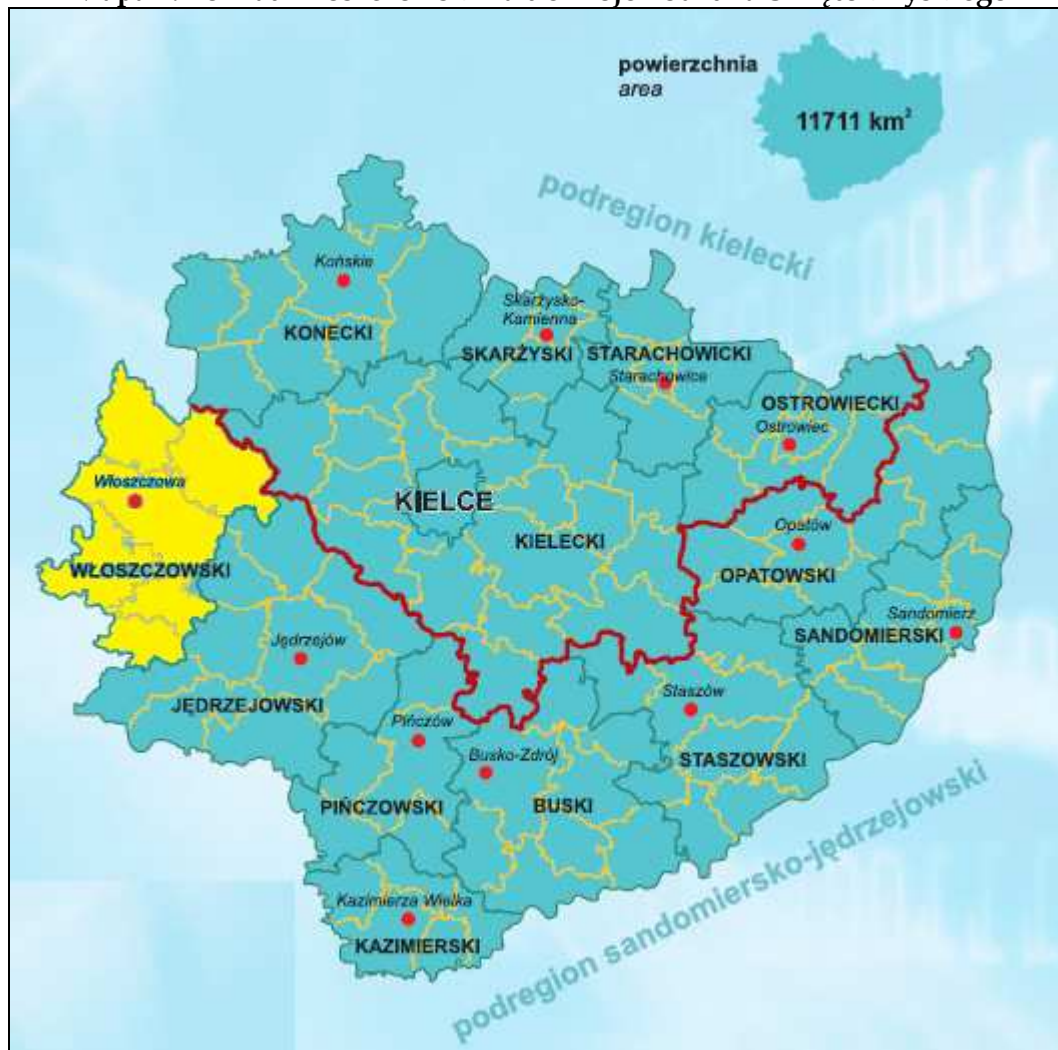 powierzchnia
area
11711 km²
podregion kielecki
Końskie
KONECKI
Skarżysko-
Kamienna
SKARŻYSKI
STARACHOWICKI
Starachowice
OSTROWIECKI
Ostrowiec
Włoszczowa
KIELCE
KIELECKI
Opatów
OPATOWSKI
WŁOSZCZOWSKI
Sandomierz
SANDOMIERSKI
Jędrzejów
JĘDRZEJOWSKI
Staszów
STASZOWSKI
Pińczów
Busko-Zdrój
PIŃCZOWSKI
BUSKI
Kazimierza Wielka
KAZIMIERSKI
podregion sandomiersko-jędrzejowski